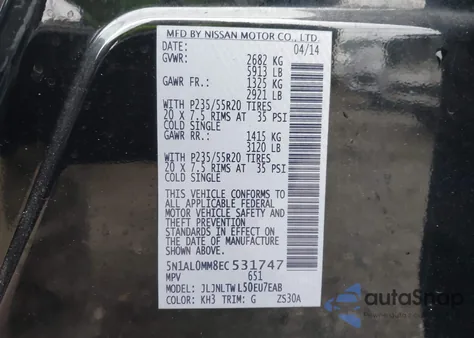 MFD BY NISSAN MOTOR CO., LTD.
DATE: 04/14
GVWR: 2682 KG
5913 LB
GAWR FR.: 1325 KG
2921 LB
WITH P235/55R20 TIRES
20 X 7.5 RIMS AT 35 PSI
COLD SINGLE
GAWR RR.: 1415 KG
3120 LB
WITH P235/55R20 TIRES
20 X 7.5 RIMS AT 35 PSI
COLD SINGLE
THIS VEHICLE CONFORMS TO
ALL APPLICABLE FEDERAL
MOTOR VEHICLE SAFETY AND
THEFT PREVENTION
STANDARDS IN EFFECT ON
THE DATE OF MANUFACTURE
SHOWN ABOVE.
5N1AL0MM8EC531747
MPV 651
MODEL: JLJNLTWL50EU7EAB
COLOR: KH3 TRIM: G ZS30A
autoSnap